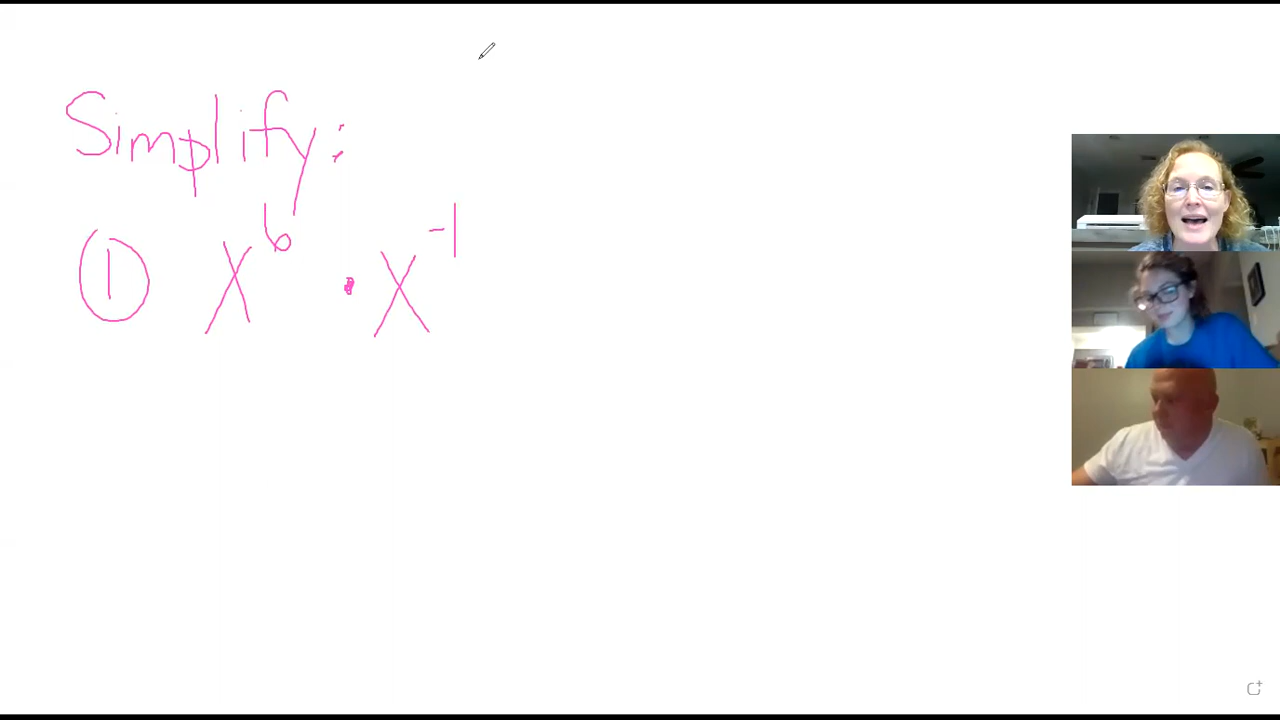 Simplify:
① x⁶ · x⁻¹